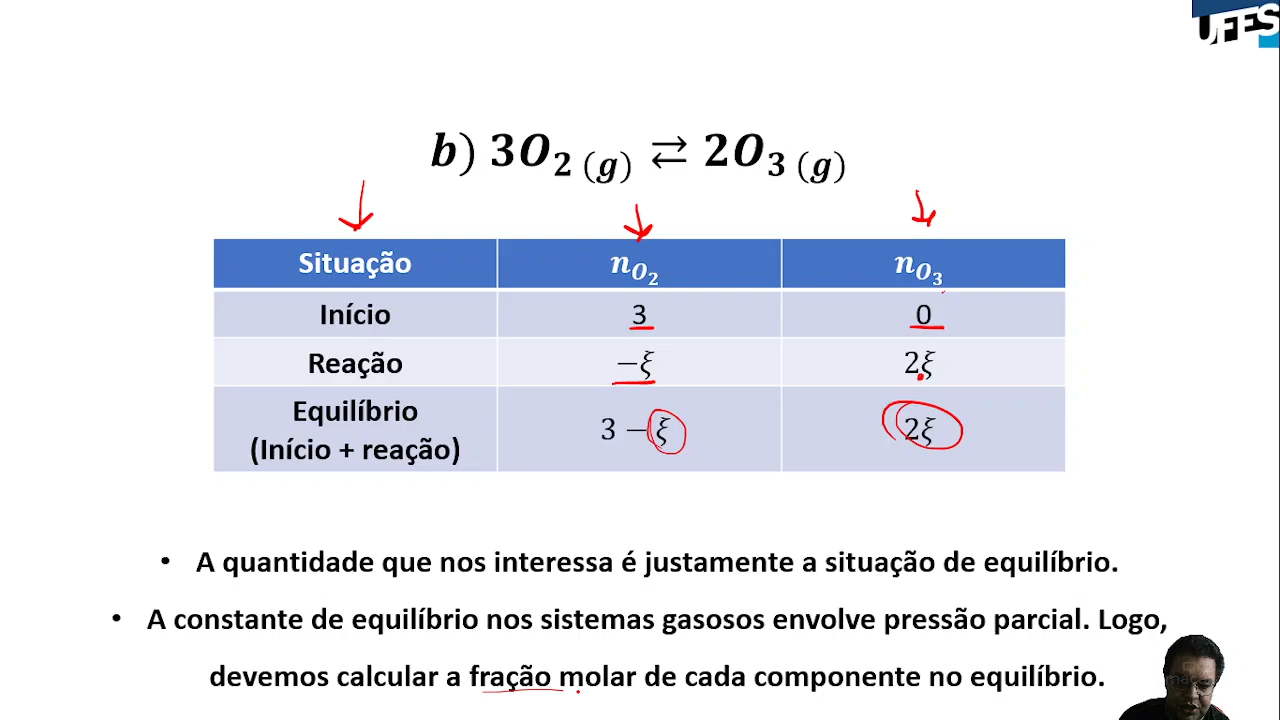 UFES
b) 3O₂ (g) ⇄ 2O₃ (g)
Situação n_O₂ n_O₃
Início 3 0
Reação −ξ 2ξ
Equilíbrio
(Início + reação) 3 − ξ 2ξ
• A quantidade que nos interessa é justamente a situação de equilíbrio.
• A constante de equilíbrio nos sistemas gasosos envolve pressão parcial. Logo,
devemos calcular a fração molar de cada componente no equilíbrio.